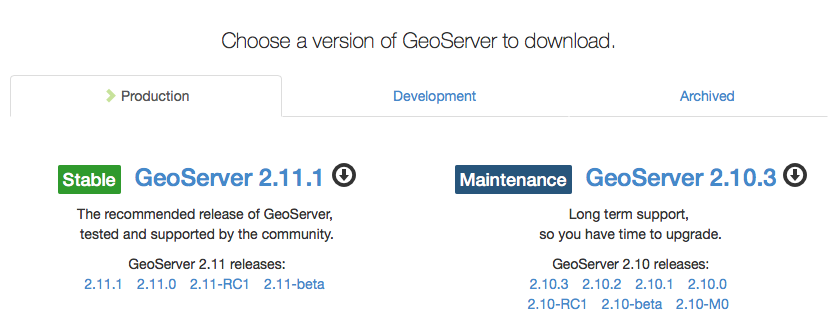 Choose a version of GeoServer to download.
Production
Development
Archived
Stable GeoServer 2.11.1
The recommended release of GeoServer,
tested and supported by the community.
GeoServer 2.11 releases:
2.11.1 2.11.0 2.11-RC1 2.11-beta
Maintenance GeoServer 2.10.3
Long term support,
so you have time to upgrade.
GeoServer 2.10 releases:
2.10.3 2.10.2 2.10.1 2.10.0
2.10-RC1 2.10-beta 2.10-M0